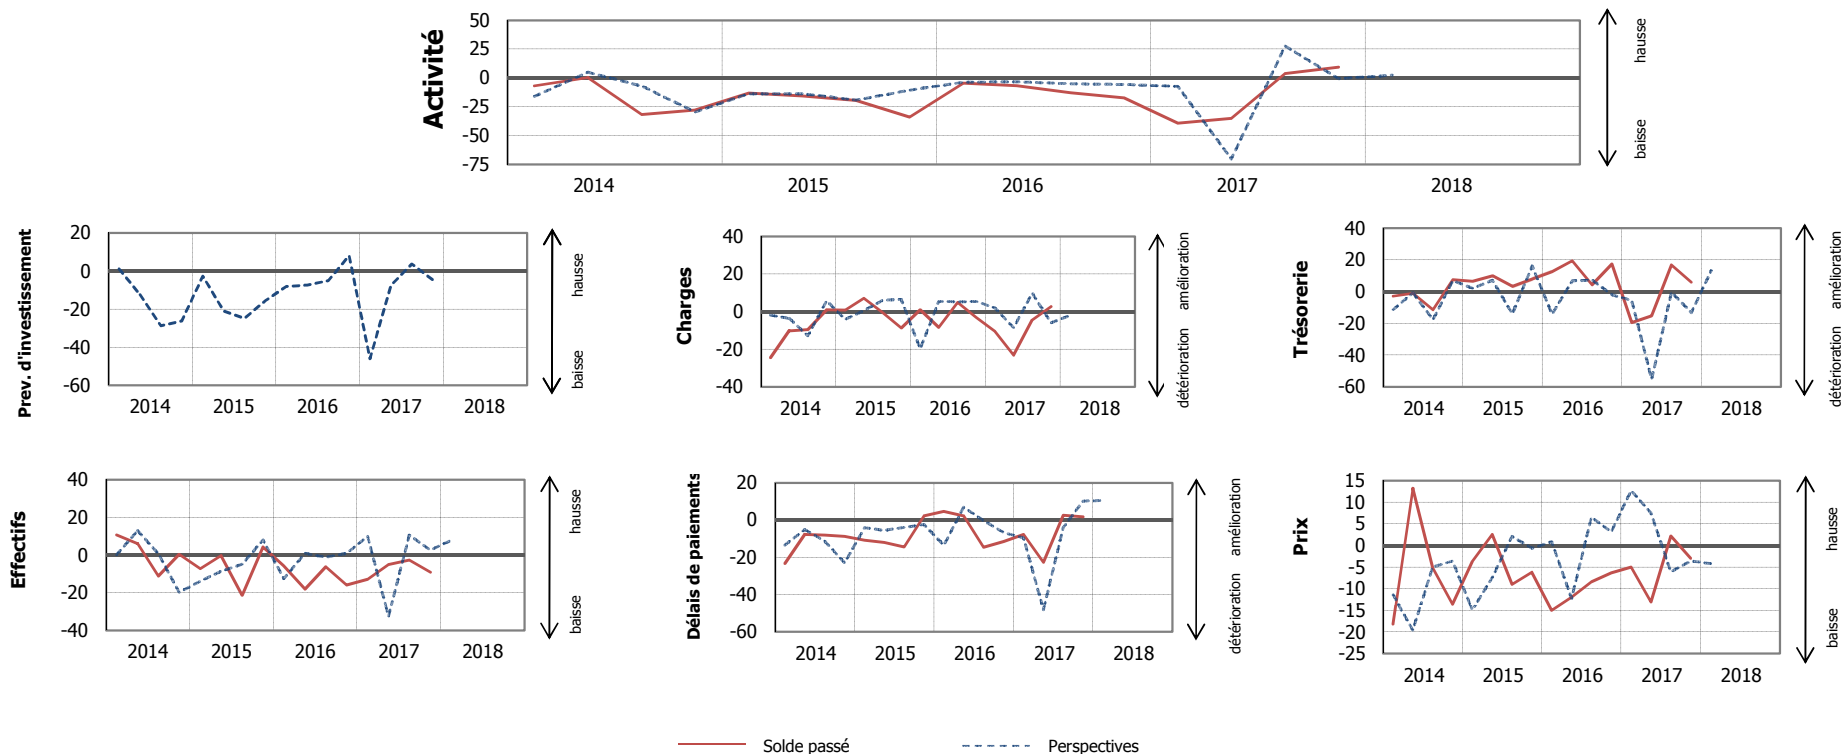 Activité
50
25
0
-25
-50
-75
2014 2015 2016 2017 2018
hausse
baisse
Prev. d'investissement
20
0
-20
-40
-60
2014 2015 2016 2017 2018
hausse
baisse
Charges
40
20
0
-20
-40
2014 2015 2016 2017 2018
amélioration
détérioration
Trésorerie
40
20
0
-20
-40
-60
2014 2015 2016 2017 2018
amélioration
détérioration
Effectifs
40
20
0
-20
-40
2014 2015 2016 2017 2018
hausse
baisse
Délais de paiements
20
0
-20
-40
-60
2014 2015 2016 2017 2018
amélioration
détérioration
Prix
15
10
5
0
-5
-10
-15
-20
-25
2014 2015 2016 2017 2018
hausse
baisse
Solde passé Perspectives